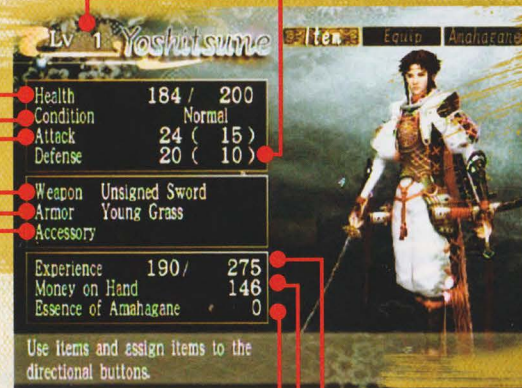 Lv 1 Yoshitsune
Item Equip Amahagane
Health 184/ 200
Condition Normal
Attack 24 ( 15)
Defense 20 ( 10)
Weapon Unsigned Sword
Armor Young Grass
Accessory
Experience 190/ 275
Money on Hand 146
Essence of Amahagane 0
Use items and assign items to the
directional buttons.